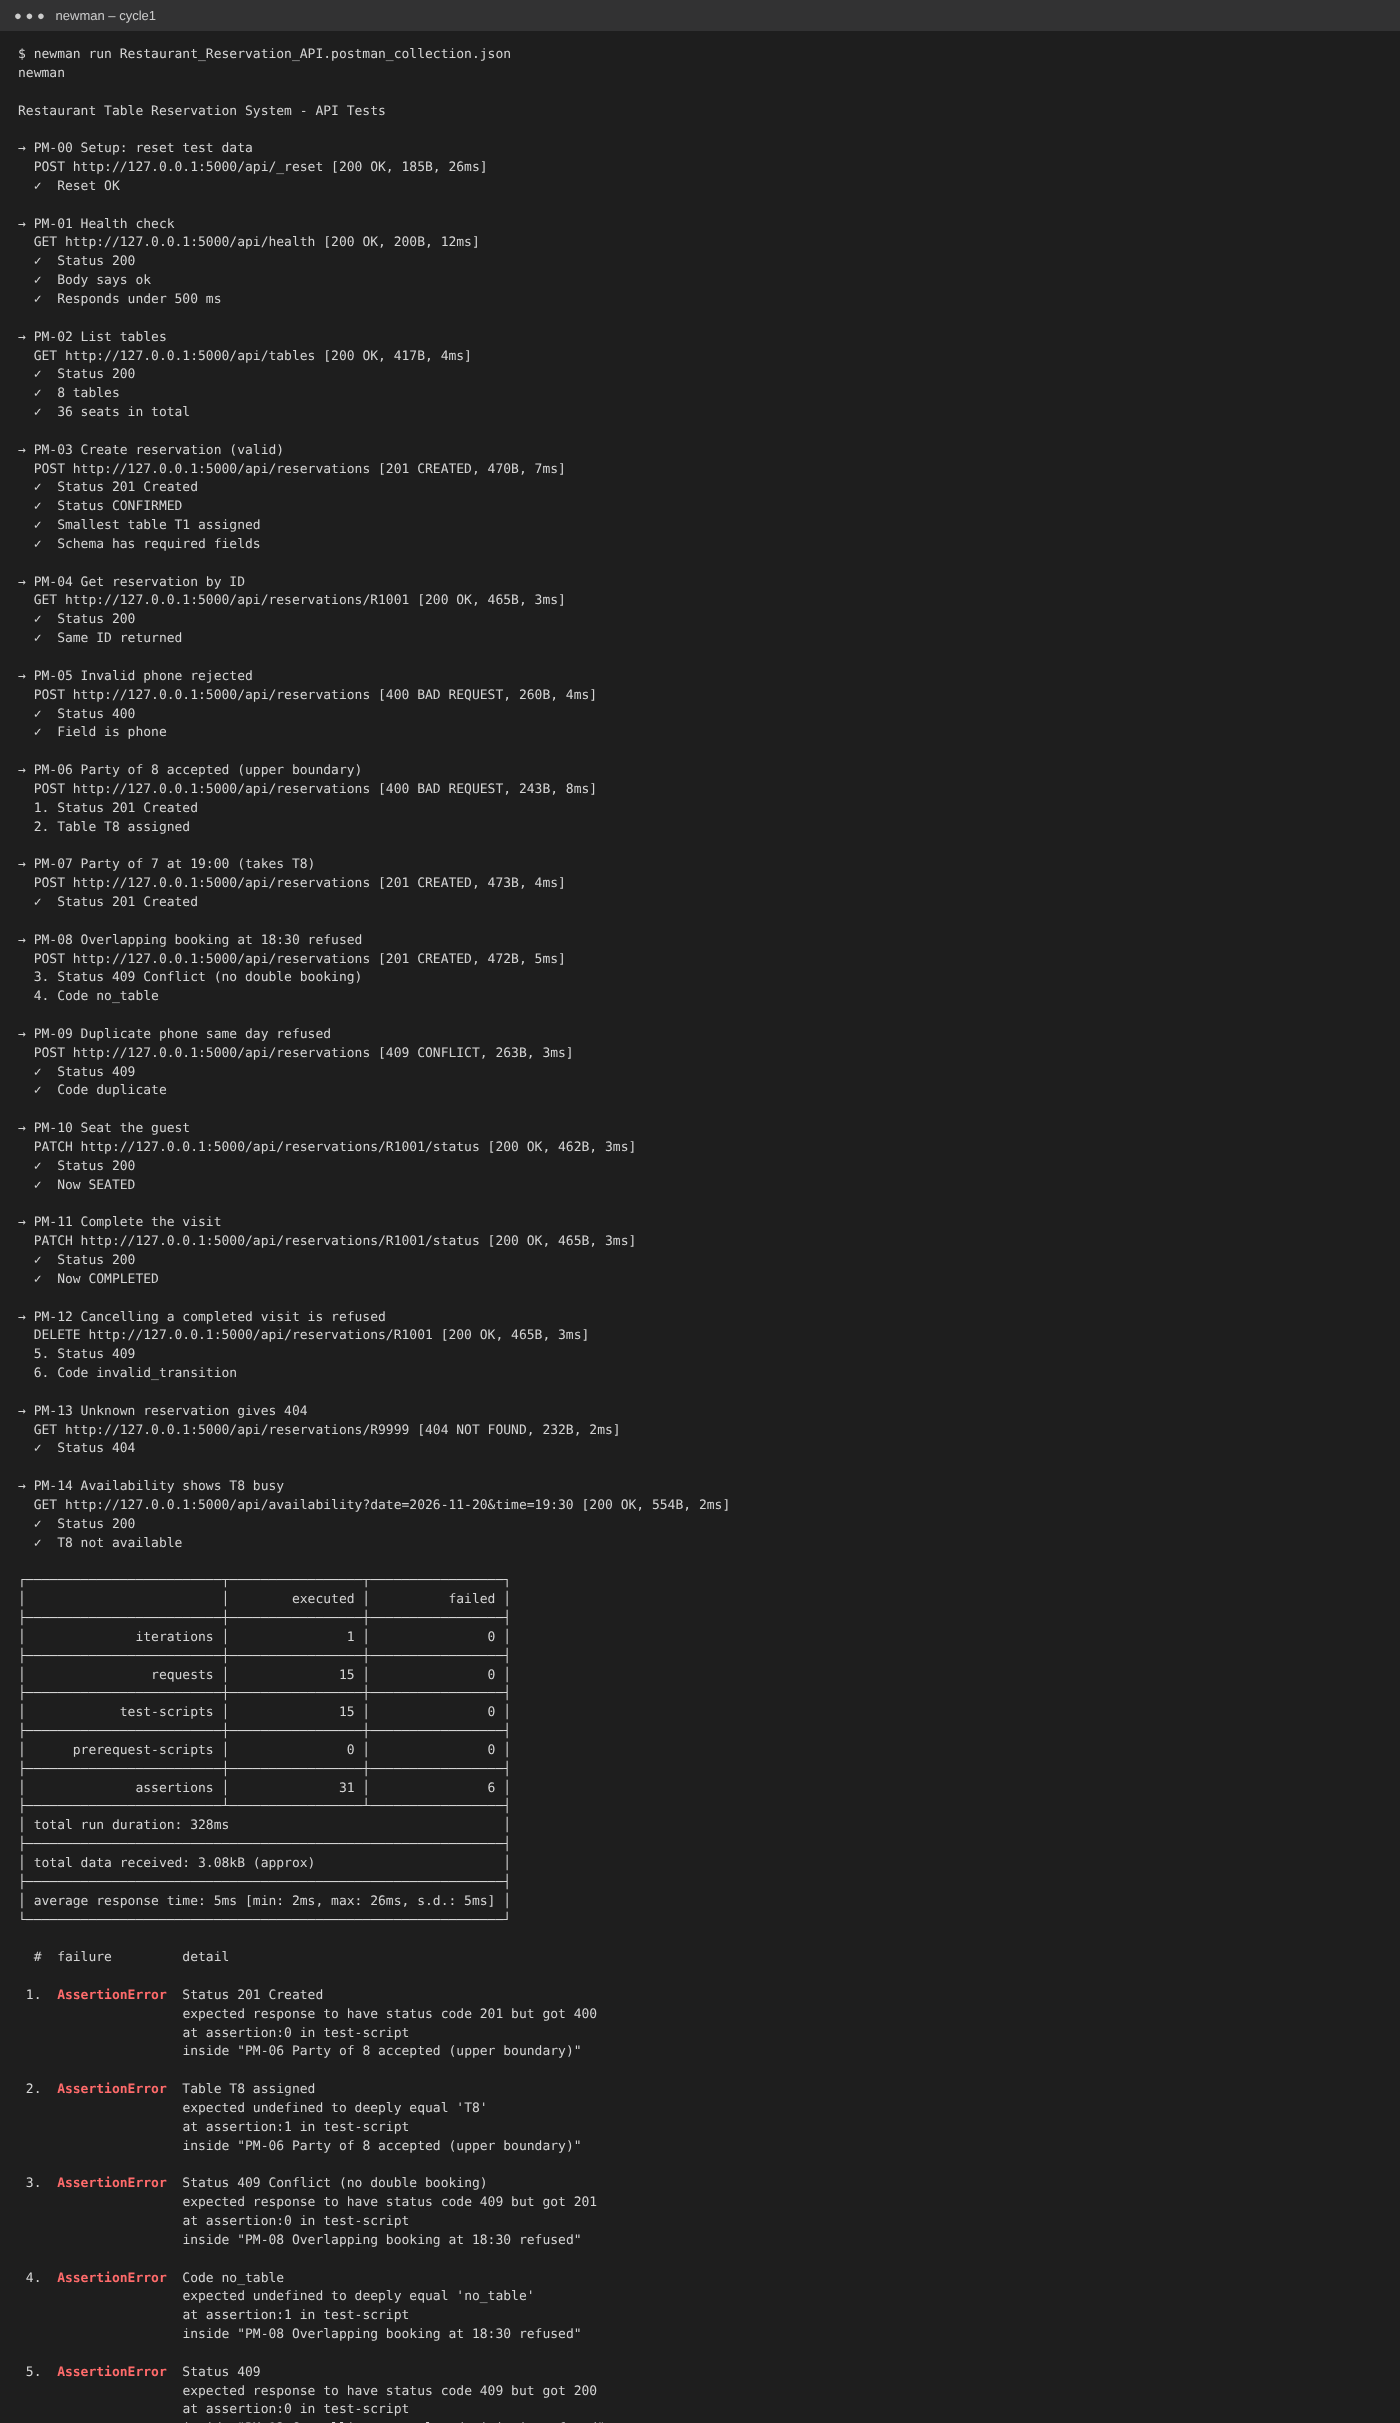 newman – cycle1
$ newman run Restaurant_Reservation_API.postman_collection.json
newman
Restaurant Table Reservation System - API Tests
→ PM-00 Setup: reset test data
POST http://127.0.0.1:5000/api/_reset [200 OK, 185B, 26ms]
✓ Reset OK
→ PM-01 Health check
GET http://127.0.0.1:5000/api/health [200 OK, 200B, 12ms]
✓ Status 200
✓ Body says ok
✓ Responds under 500 ms
→ PM-02 List tables
GET http://127.0.0.1:5000/api/tables [200 OK, 417B, 4ms]
✓ Status 200
✓ 8 tables
✓ 36 seats in total
→ PM-03 Create reservation (valid)
POST http://127.0.0.1:5000/api/reservations [201 CREATED, 470B, 7ms]
✓ Status 201 Created
✓ Status CONFIRMED
✓ Smallest table T1 assigned
✓ Schema has required fields
→ PM-04 Get reservation by ID
GET http://127.0.0.1:5000/api/reservations/R1001 [200 OK, 465B, 3ms]
✓ Status 200
✓ Same ID returned
→ PM-05 Invalid phone rejected
POST http://127.0.0.1:5000/api/reservations [400 BAD REQUEST, 260B, 4ms]
✓ Status 400
✓ Field is phone
→ PM-06 Party of 8 accepted (upper boundary)
POST http://127.0.0.1:5000/api/reservations [400 BAD REQUEST, 243B, 8ms]
1. Status 201 Created
2. Table T8 assigned
→ PM-07 Party of 7 at 19:00 (takes T8)
POST http://127.0.0.1:5000/api/reservations [201 CREATED, 473B, 4ms]
✓ Status 201 Created
→ PM-08 Overlapping booking at 18:30 refused
POST http://127.0.0.1:5000/api/reservations [201 CREATED, 472B, 5ms]
3. Status 409 Conflict (no double booking)
4. Code no_table
→ PM-09 Duplicate phone same day refused
POST http://127.0.0.1:5000/api/reservations [409 CONFLICT, 263B, 3ms]
✓ Status 409
✓ Code duplicate
→ PM-10 Seat the guest
PATCH http://127.0.0.1:5000/api/reservations/R1001/status [200 OK, 462B, 3ms]
✓ Status 200
✓ Now SEATED
→ PM-11 Complete the visit
PATCH http://127.0.0.1:5000/api/reservations/R1001/status [200 OK, 465B, 3ms]
✓ Status 200
✓ Now COMPLETED
→ PM-12 Cancelling a completed visit is refused
DELETE http://127.0.0.1:5000/api/reservations/R1001 [200 OK, 465B, 3ms]
5. Status 409
6. Code invalid_transition
→ PM-13 Unknown reservation gives 404
GET http://127.0.0.1:5000/api/reservations/R9999 [404 NOT FOUND, 232B, 2ms]
✓ Status 404
→ PM-14 Availability shows T8 busy
GET http://127.0.0.1:5000/api/availability?date=2026-11-20&time=19:30 [200 OK, 554B, 2ms]
✓ Status 200
✓ T8 not available
executed failed
iterations 1 0
requests 15 0
test-scripts 15 0
prerequest-scripts 0 0
assertions 31 6
total run duration: 328ms
total data received: 3.08kB (approx)
average response time: 5ms [min: 2ms, max: 26ms, s.d.: 5ms]
# failure detail
1. AssertionError Status 201 Created
expected response to have status code 201 but got 400
at assertion:0 in test-script
inside "PM-06 Party of 8 accepted (upper boundary)"
2. AssertionError Table T8 assigned
expected undefined to deeply equal 'T8'
at assertion:1 in test-script
inside "PM-06 Party of 8 accepted (upper boundary)"
3. AssertionError Status 409 Conflict (no double booking)
expected response to have status code 409 but got 201
at assertion:0 in test-script
inside "PM-08 Overlapping booking at 18:30 refused"
4. AssertionError Code no_table
expected undefined to deeply equal 'no_table'
at assertion:1 in test-script
inside "PM-08 Overlapping booking at 18:30 refused"
5. AssertionError Status 409
expected response to have status code 409 but got 200
at assertion:0 in test-script